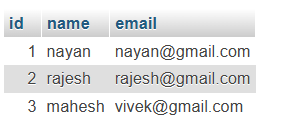 id name email
1 nayan nayan@gmail.com
2 rajesh rajesh@gmail.com
3 mahesh vivek@gmail.com